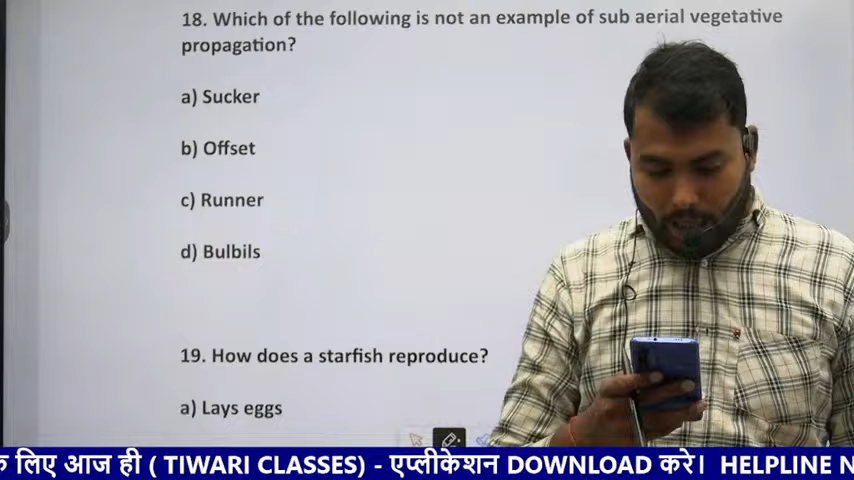 18. Which of the following is not an example of sub aerial vegetative
propagation?
a) Sucker
b) Offset
c) Runner
d) Bulbils
19. How does a starfish reproduce?
a) Lays eggs
लिए आज ही ( TIWARI CLASSES) - एप्लीकेशन DOWNLOAD करे। HELPLINE